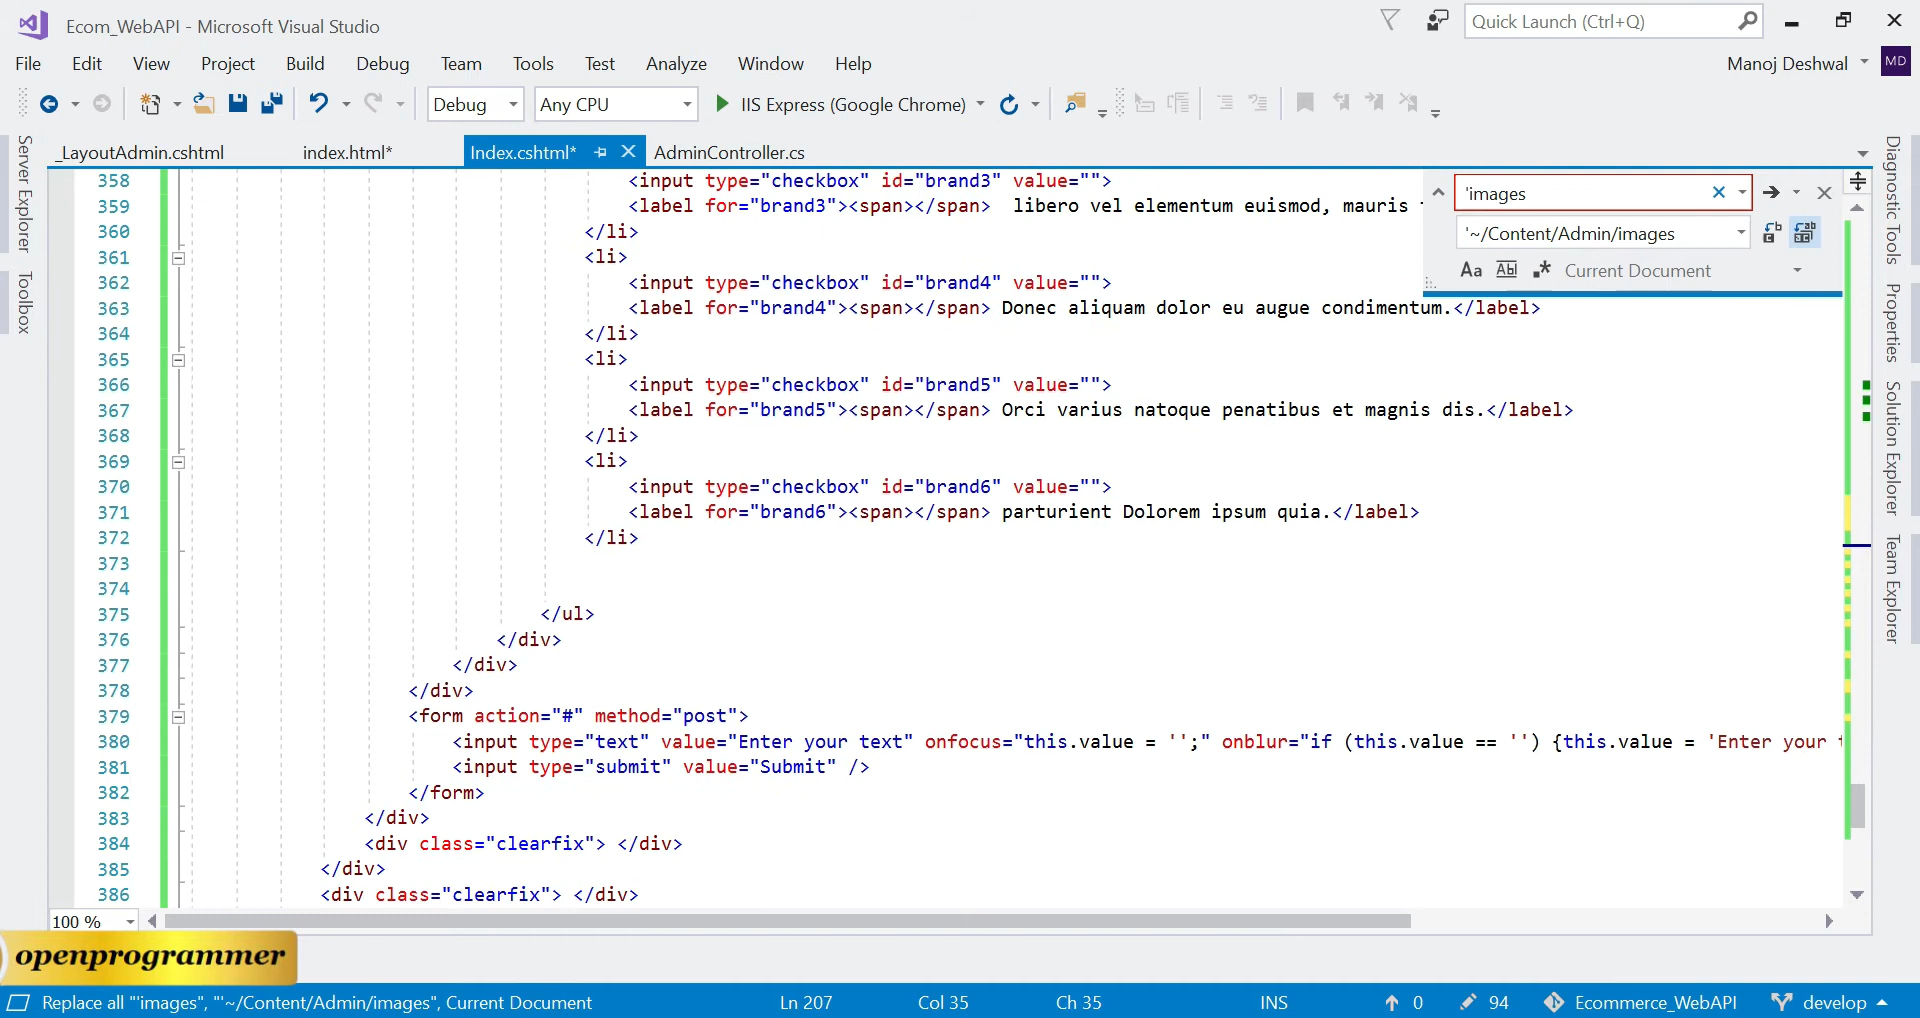 Ecom_WebAPI - Microsoft Visual Studio
Quick Launch (Ctrl+Q)
File Edit View Project Build Debug Team Tools Test Analyze Window Help
Manoj Deshwal MD
Debug Any CPU IIS Express (Google Chrome)
_LayoutAdmin.cshtml index.html* Index.cshtml* AdminController.cs
Server Explorer
Toolbox
Diagnostic Tools
Properties
Solution Explorer
Team Explorer
'images
'~/Content/Admin/images
Aa Abl .* Current Document
358 <input type="checkbox" id="brand3" value="">
359 <label for="brand3"><span></span>  libero vel elementum euismod, mauris
360 </li>
361 <li>
362 <input type="checkbox" id="brand4" value="">
363 <label for="brand4"><span></span> Donec aliquam dolor eu augue condimentum.</label>
364 </li>
365 <li>
366 <input type="checkbox" id="brand5" value="">
367 <label for="brand5"><span></span> Orci varius natoque penatibus et magnis dis.</label>
368 </li>
369 <li>
370 <input type="checkbox" id="brand6" value="">
371 <label for="brand6"><span></span> parturient Dolorem ipsum quia.</label>
372 </li>
373
374
375 </ul>
376 </div>
377 </div>
378 </div>
379 <form action="#" method="post">
380 <input type="text" value="Enter your text" onfocus="this.value = '';" onblur="if (this.value == '') {this.value = 'Enter your
381 <input type="submit" value="Submit" />
382 </form>
383 </div>
384 <div class="clearfix"> </div>
385 </div>
386 <div class="clearfix"> </div>
100 %
openprogrammer
Replace all "'images", "'~/Content/Admin/images", Current Document Ln 207 Col 35 Ch 35 INS 0 94 Ecommerce_WebAPI develop